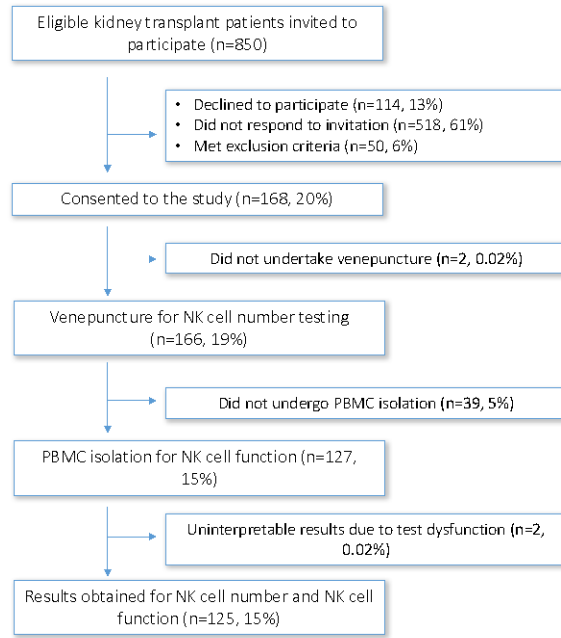 Eligible kidney transplant patients invited to
participate (n=850)
• Declined to participate (n=114, 13%)
• Did not respond to invitation (n=518, 61%)
• Met exclusion criteria (n=50, 6%)
Consented to the study (n=168, 20%)
Did not undertake venepuncture (n=2, 0.02%)
Venepuncture for NK cell number testing
(n=166, 19%)
Did not undergo PBMC isolation (n=39, 5%)
PBMC isolation for NK cell function (n=127,
15%)
Uninterpretable results due to test dysfunction (n=2,
0.02%)
Results obtained for NK cell number and NK cell
function (n=125, 15%)